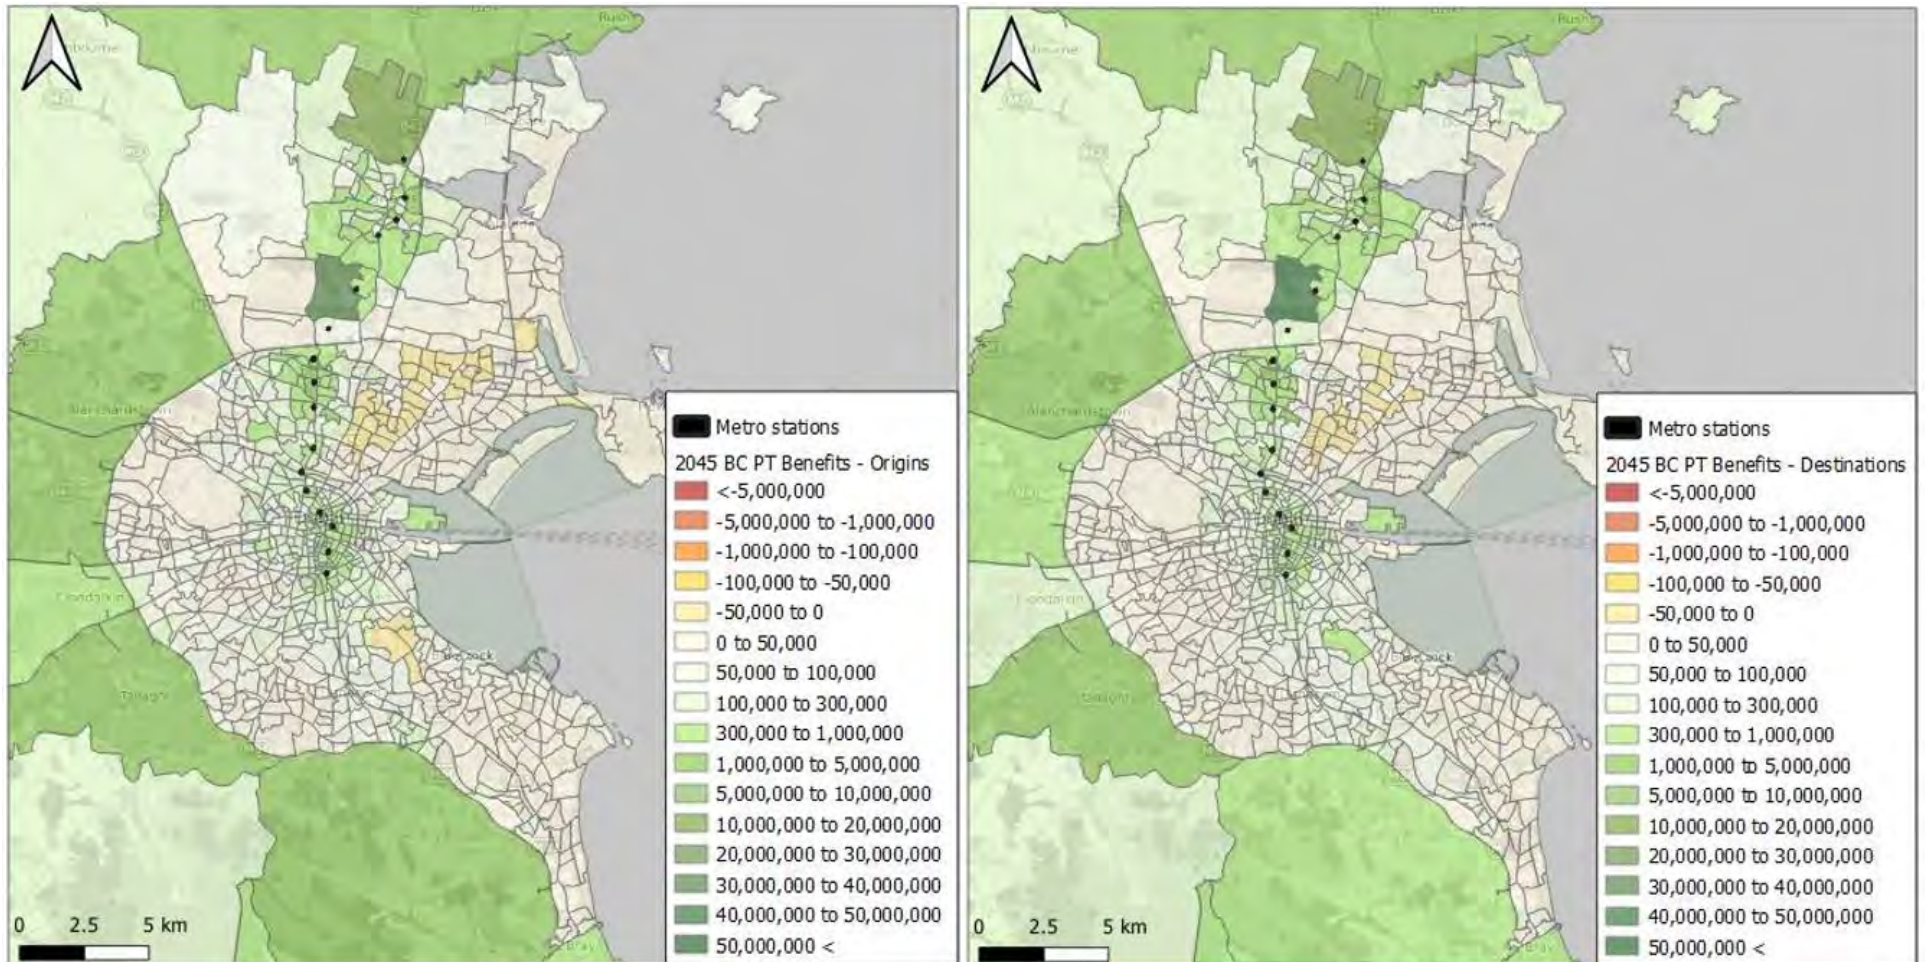 Rush
Metro stations
2045 BC PT Benefits - Origins
<-5,000,000
-5,000,000 to -1,000,000
-1,000,000 to -100,000
-100,000 to -50,000
-50,000 to 0
0 to 50,000
50,000 to 100,000
100,000 to 300,000
300,000 to 1,000,000
1,000,000 to 5,000,000
5,000,000 to 10,000,000
10,000,000 to 20,000,000
20,000,000 to 30,000,000
30,000,000 to 40,000,000
40,000,000 to 50,000,000
50,000,000 <
Blanchardstown
Clondalkin
Tallaght
Bray
0 2.5 5 km
Rush
Metro stations
2045 BC PT Benefits - Destinations
<-5,000,000
-5,000,000 to -1,000,000
-1,000,000 to -100,000
-100,000 to -50,000
-50,000 to 0
0 to 50,000
50,000 to 100,000
100,000 to 300,000
300,000 to 1,000,000
1,000,000 to 5,000,000
5,000,000 to 10,000,000
10,000,000 to 20,000,000
20,000,000 to 30,000,000
30,000,000 to 40,000,000
40,000,000 to 50,000,000
50,000,000 <
Blanchardstown
Clondalkin
Tallaght
Bray
0 2.5 5 km